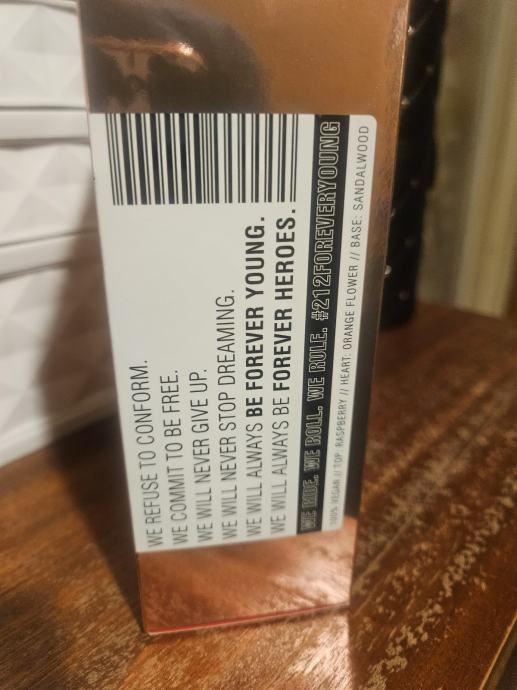 WE REFUSE TO CONFORM.
WE COMMIT TO BE FREE.
WE WILL NEVER GIVE UP.
WE WILL NEVER STOP DREAMING.
WE WILL ALWAYS BE FOREVER YOUNG.
WE WILL ALWAYS BE FOREVER HEROES.
WE RIDE. WE ROLL. WE RULE. #212FOREVERYOUNG
100% VEGAN // TOP: RASPBERRY // HEART: ORANGE FLOWER // BASE: SANDALWOOD